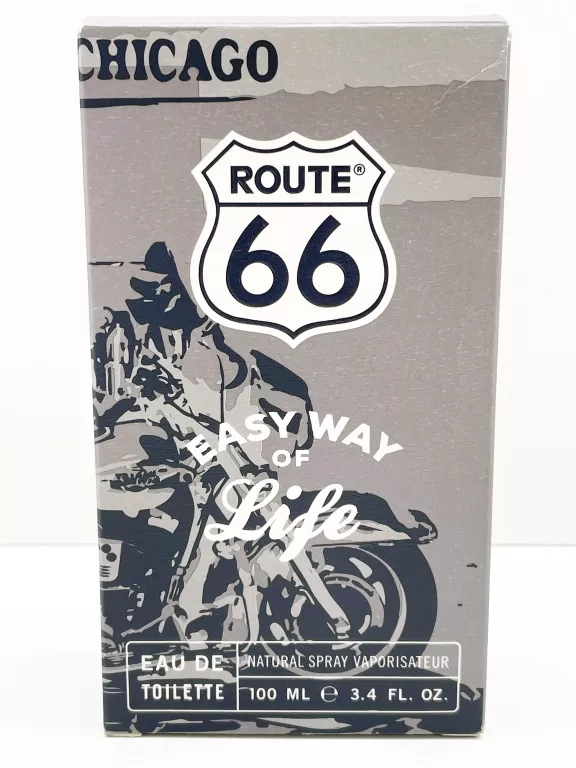 CHICAGO
ROUTE®
66
EASY WAY
OF
Life
EAU DE
TOILETTE
NATURAL SPRAY VAPORISATEUR
100 ML ℮ 3.4 FL. OZ.